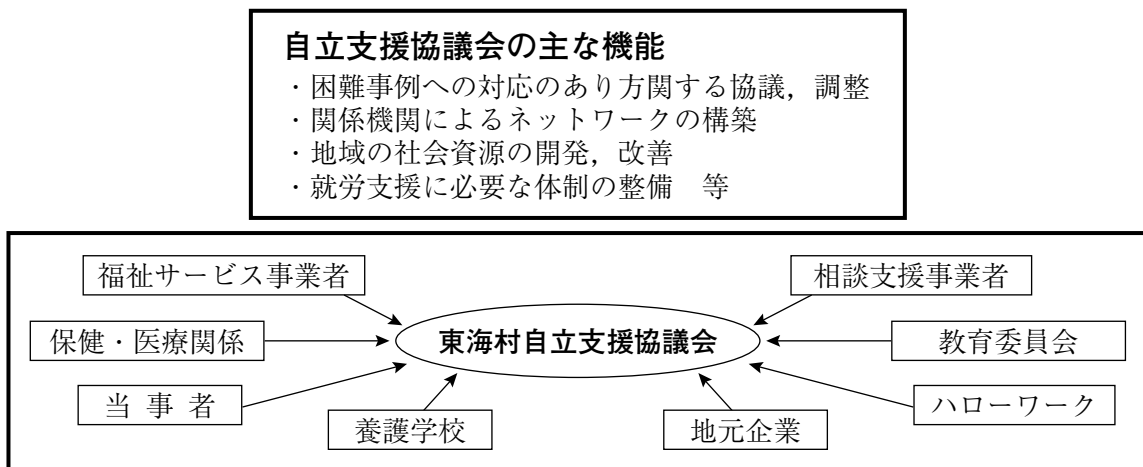 自立支援協議会の主な機能
・困難事例への対応のあり方関する協議，調整
・関係機関によるネットワークの構築
・地域の社会資源の開発，改善
・就労支援に必要な体制の整備　等
福祉サービス事業者
相談支援事業者
保健・医療関係
東海村自立支援協議会
教育委員会
当 事 者
ハローワーク
養護学校
地元企業